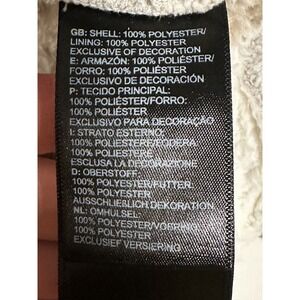 GB: SHELL: 100% POLYESTER/
LINING: 100% POLYESTER
EXCLUSIVE OF DECORATION
E: ARMAZÓN: 100% POLIÉSTER/
FORRO: 100% POLIÉSTER
EXCLUSIVO DE DECORACIÓN
P: TECIDO PRINCIPAL:
100% POLIÉSTER/FORRO:
100% POLIÉSTER
EXCLUSIVO PARA DECORAÇÃO
I: STRATO ESTERNO:
100% POLIESTERE/FODERA:
100% POLIESTERE
ESCLUSA LA DECORAZIONE
D: OBERSTOFF:
100% POLYESTER/FUTTER:
100% POLYESTER
AUSSCHLIEßLICH DEKORATION
NL: OMHULSEL:
100% POLYESTER/VOERING:
100% POLYESTER
EXCLUSIEF VERSIERING